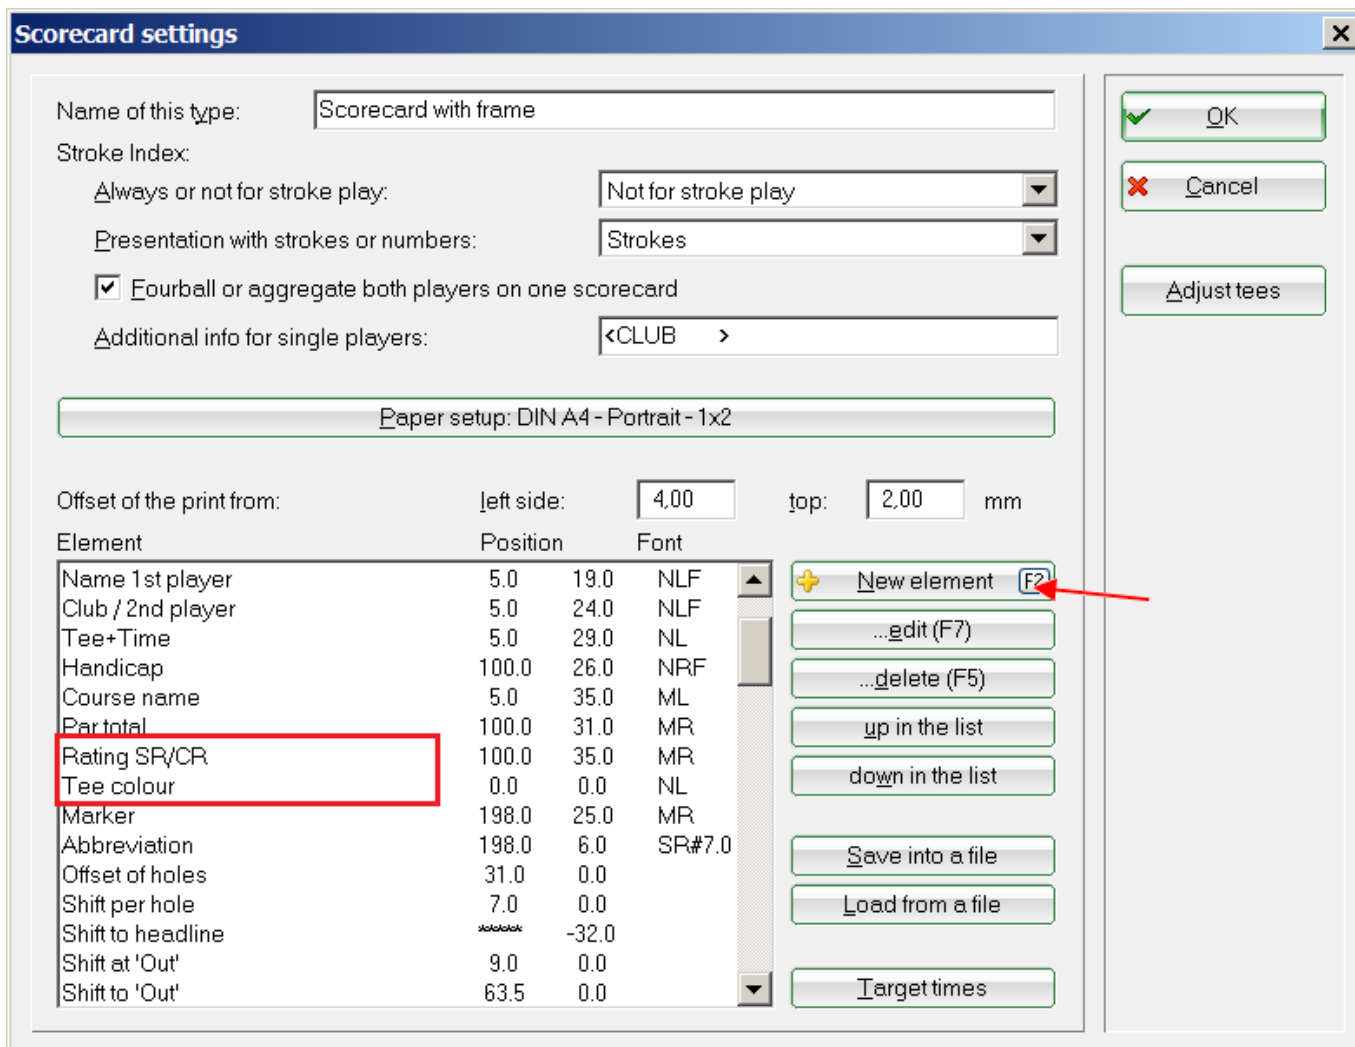 Scorecard settings
Name of this type: Scorecard with frame
OK
Stroke Index:
Always or not for stroke play: Not for stroke play
Cancel
Presentation with strokes or numbers: Strokes
Fourball or aggregate both players on one scorecard
Adjust tees
Additional info for single players: <CLUB >
Paper setup: DIN A4 - Portrait - 1x2
Offset of the print from: left side: 4,00 top: 2,00 mm
Element Position Font
Name 1st player 5.0 19.0 NLF
New element F2
Club / 2nd player 5.0 24.0 NLF
Tee+Time 5.0 29.0 NL
...edit (F7)
Handicap 100.0 26.0 NRF
...delete (F5)
Course name 5.0 35.0 ML
Par total 100.0 31.0 MR
up in the list
Rating SR/CR 100.0 35.0 MR
Tee colour 0.0 0.0 NL
down in the list
Marker 198.0 25.0 MR
Abbreviation 198.0 6.0 SR#7.0
Save into a file
Offset of holes 31.0 0.0
Shift per hole 7.0 0.0
Load from a file
Shift to headline ****** -32.0
Shift at 'Out' 9.0 0.0
Shift to 'Out' 63.5 0.0
Target times